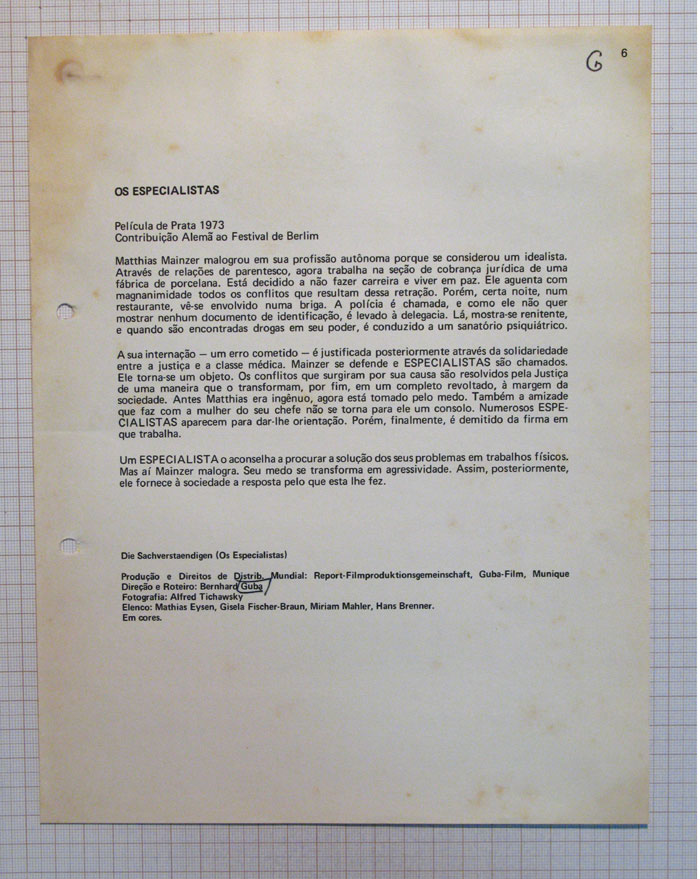 G 6
OS ESPECIALISTAS
Película de Prata 1973
Contribuição Alemã ao Festival de Berlim
Matthias Mainzer malogrou em sua profissão autônoma porque se considerou um idealista.
Através de relações de parentesco, agora trabalha na seção de cobrança jurídica de uma
fábrica de porcelana. Está decidido a não fazer carreira e viver em paz. Ele aguenta com
magnanimidade todos os conflitos que resultam dessa retração. Porém, certa noite, num
restaurante, vê-se envolvido numa briga. A polícia é chamada, e como ele não quer
mostrar nenhum documento de identificação, é levado à delegacia. Lá, mostra-se renitente,
e quando são encontradas drogas em seu poder, é conduzido a um sanatório psiquiátrico.
A sua internação — um erro cometido — é justificada posteriormente através da solidariedade
entre a justiça e a classe médica. Mainzer se defende e ESPECIALISTAS são chamados.
Ele torna-se um objeto. Os conflitos que surgiram por sua causa são resolvidos pela Justiça
de uma maneira que o transformam, por fim, em um completo revoltado, à margem da
sociedade. Antes Matthias era ingênuo, agora está tomado pelo medo. Também a amizade
que faz com a mulher do seu chefe não se torna para ele um consolo. Numerosos ESPE-
CIALISTAS aparecem para dar-lhe orientação. Porém, finalmente, é demitido da firma em
que trabalha.
Um ESPECIALISTA o aconselha a procurar a solução dos seus problemas em trabalhos físicos.
Mas aí Mainzer malogra. Seu medo se transforma em agressividade. Assim, posteriormente,
ele fornece à sociedade a resposta pelo que esta lhe fez.
Die Sachverstaendigen (Os Especialistas)
Produção e Direitos de Distrib. Mundial: Report-Filmproduktionsgemeinschaft, Guba-Film, Munique
Direção e Roteiro: Bernhard Guba
Fotografia: Alfred Tichawsky
Elenco: Mathias Eysen, Gisela Fischer-Braun, Miriam Mahler, Hans Brenner.
Em cores.